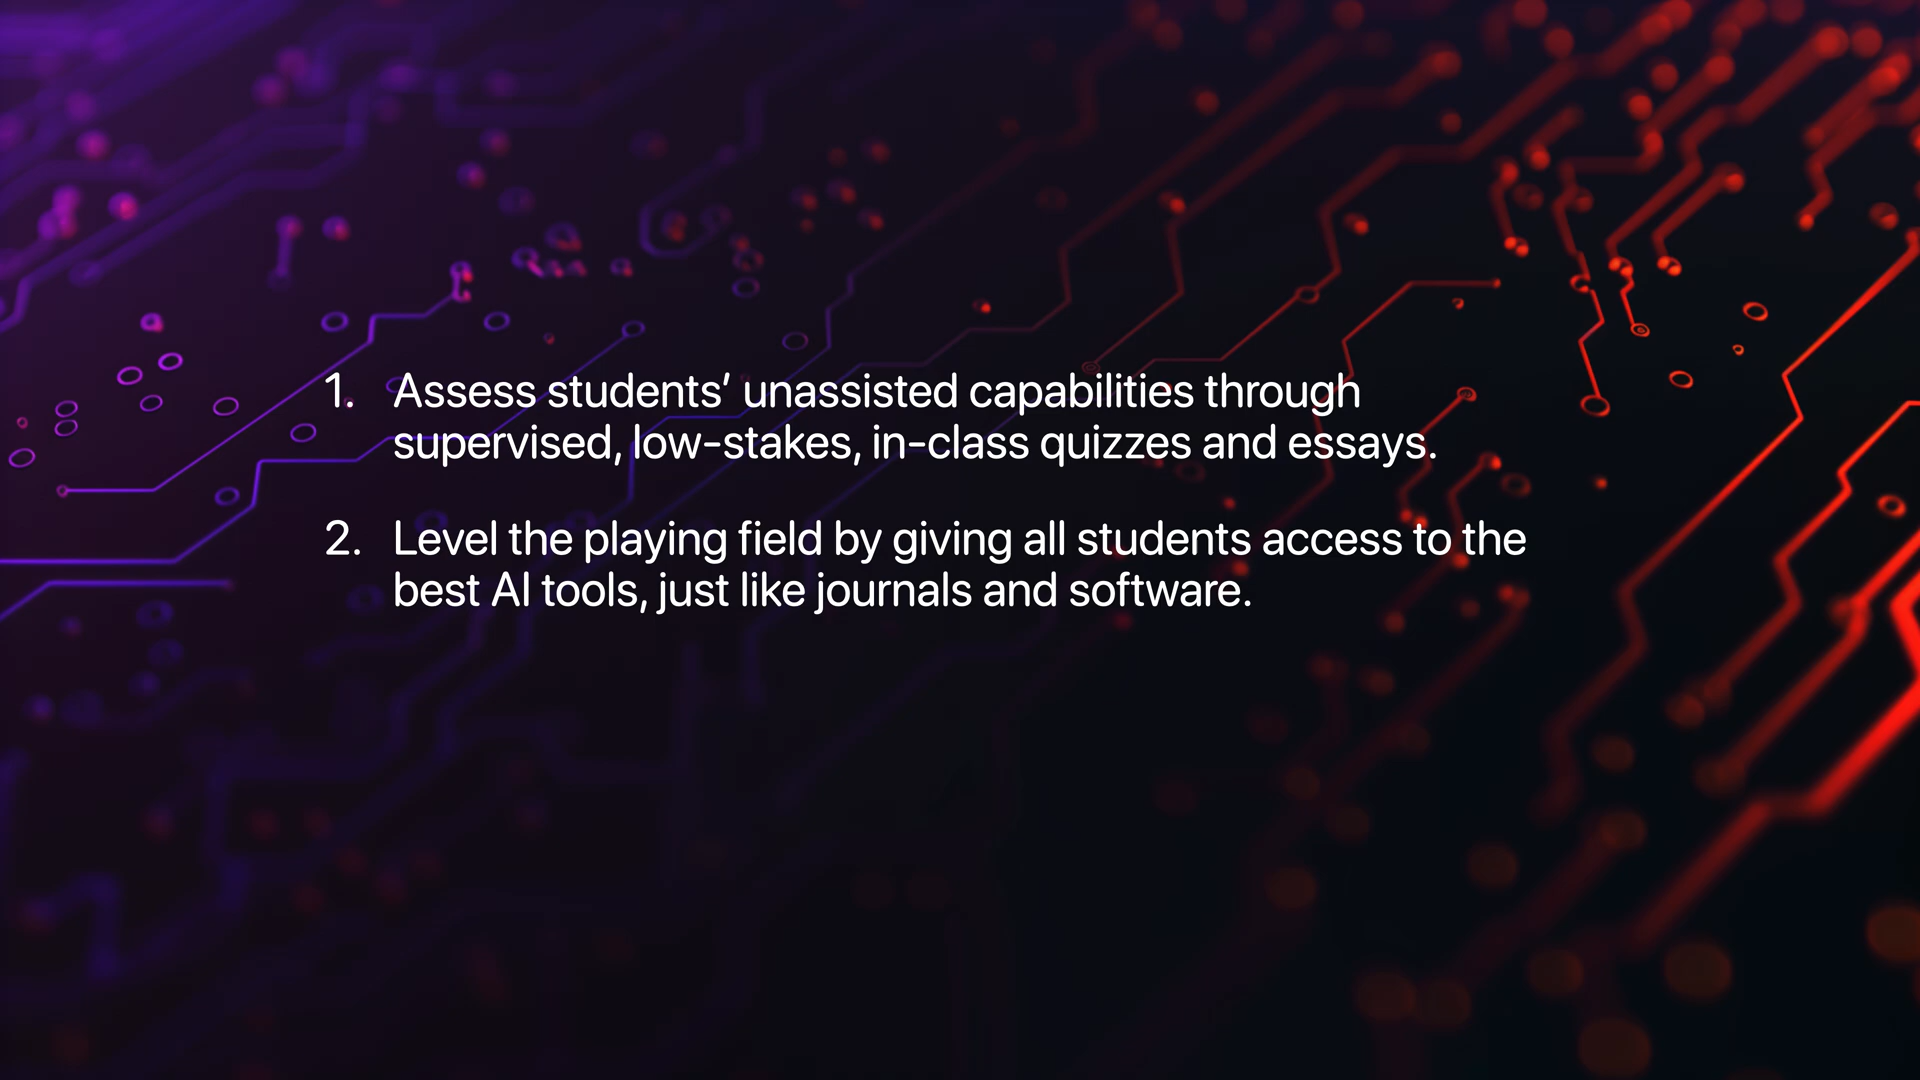 1. Assess students’ unassisted capabilities through
supervised, low-stakes, in-class quizzes and essays.
2. Level the playing field by giving all students access to the
best AI tools, just like journals and software.